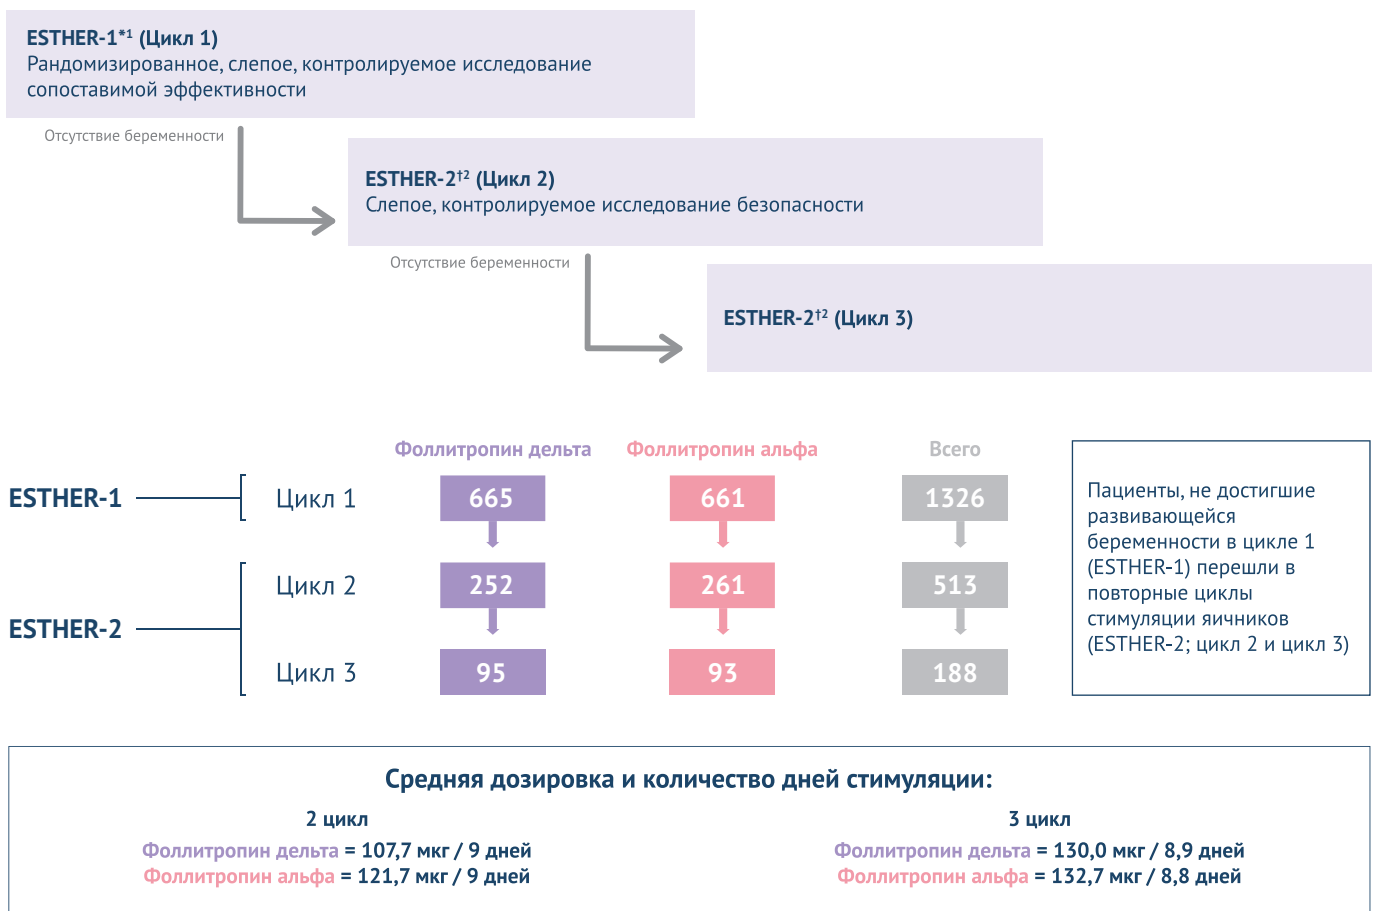 ESTHER-1*¹ (Цикл 1)
Рандомизированное, слепое, контролируемое исследование
сопоставимой эффективности
Отсутствие беременности
ESTHER-2†² (Цикл 2)
Слепое, контролируемое исследование безопасности
Отсутствие беременности
ESTHER-2†² (Цикл 3)
Фоллитропин дельта Фоллитропин альфа Всего
ESTHER-1 Цикл 1 665 661 1326
Цикл 2 252 261 513
ESTHER-2
Цикл 3 95 93 188
Пациенты, не достигшие
развивающейся
беременности в цикле 1
(ESTHER-1) перешли в
повторные циклы
стимуляции яичников
(ESTHER-2; цикл 2 и цикл 3)
Средняя дозировка и количество дней стимуляции:
2 цикл
Фоллитропин дельта = 107,7 мкг / 9 дней
Фоллитропин альфа = 121,7 мкг / 9 дней
3 цикл
Фоллитропин дельта = 130,0 мкг / 8,9 дней
Фоллитропин альфа = 132,7 мкг / 8,8 дней